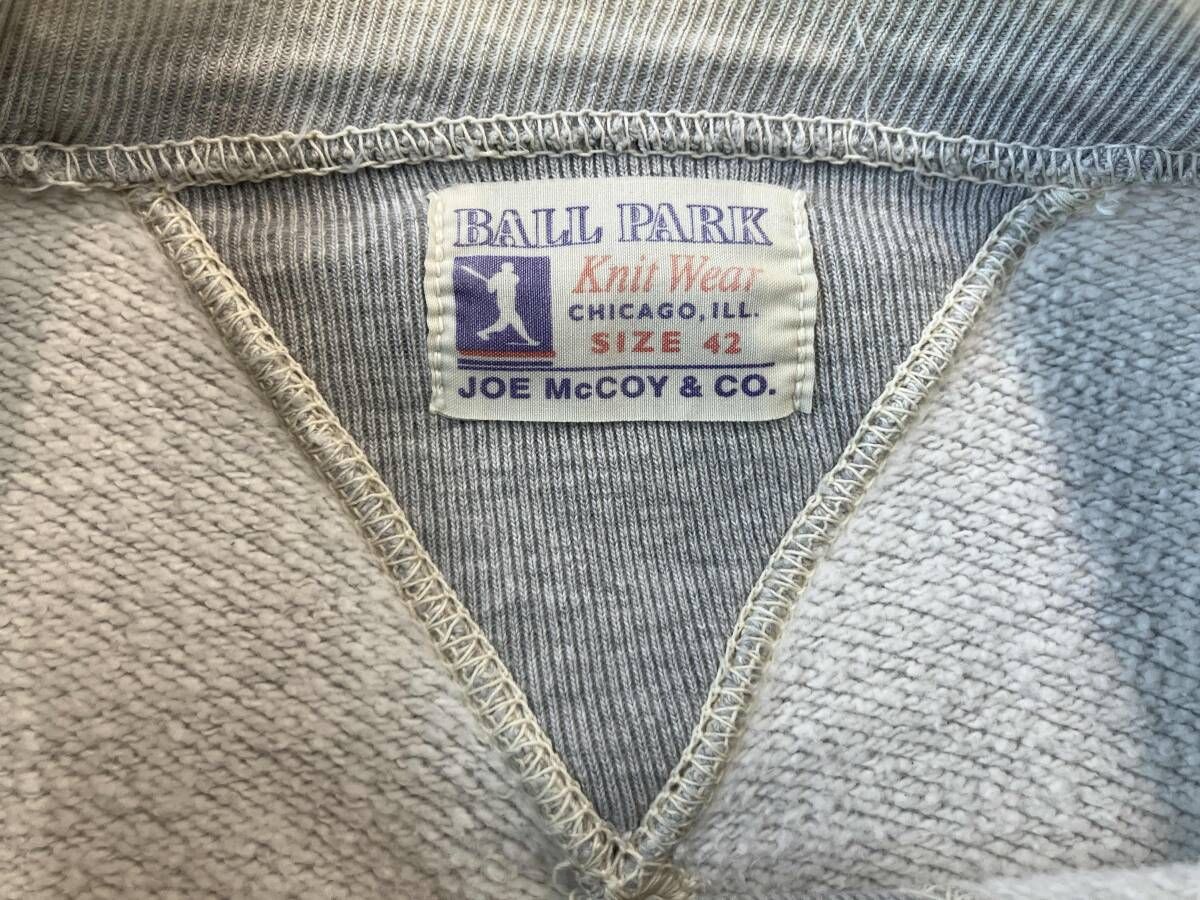 BALL PARK
Knit Wear
CHICAGO, ILL.
SIZE 42
JOE McCOY & CO.